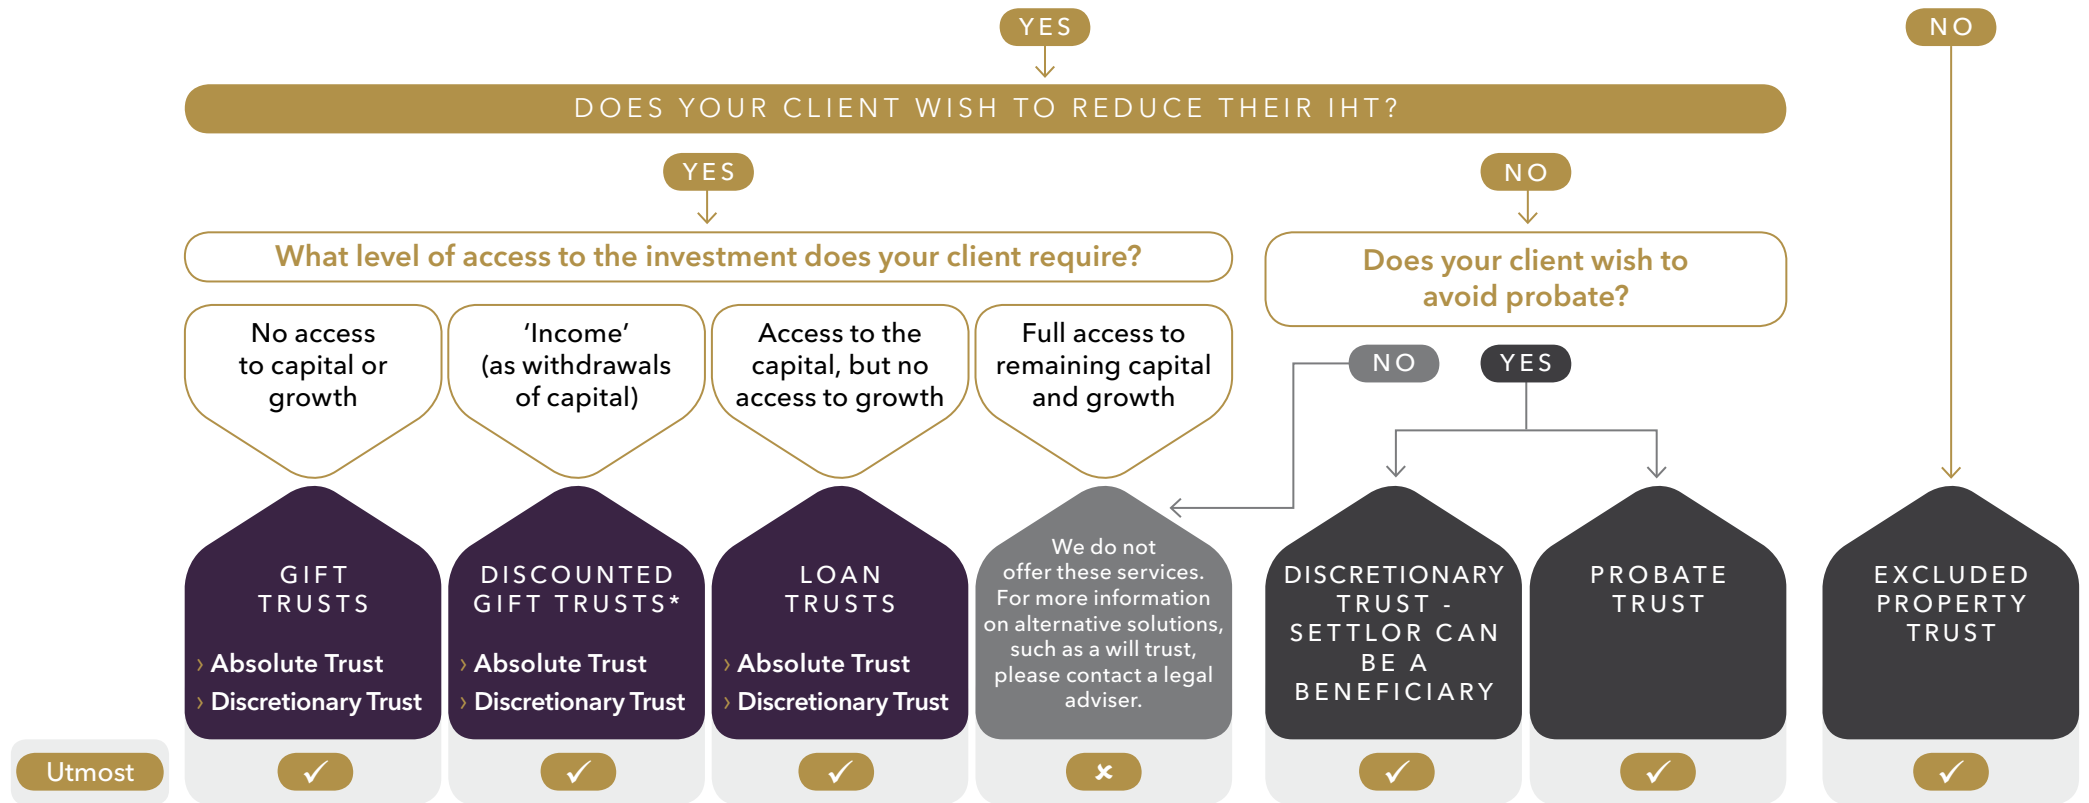 YES
NO
DOES YOUR CLIENT WISH TO REDUCE THEIR IHT?
YES
NO
What level of access to the investment does your client require?
Does your client wish to
avoid probate?
No access
to capital or
growth
‘Income’
(as withdrawals
of capital)
Access to the
capital, but no
access to growth
Full access to
remaining capital
and growth
NO
YES
GIFT
TRUSTS
› Absolute Trust
› Discretionary Trust
DISCOUNTED
GIFT TRUSTS*
› Absolute Trust
› Discretionary Trust
LOAN
TRUSTS
› Absolute Trust
› Discretionary Trust
We do not
offer these services.
For more information
on alternative solutions,
such as a will trust,
please contact a legal
adviser.
DISCRETIONARY
TRUST -
SETTLOR CAN
BE A
BENEFICIARY
PROBATE
TRUST
EXCLUDED
PROPERTY
TRUST
Utmost